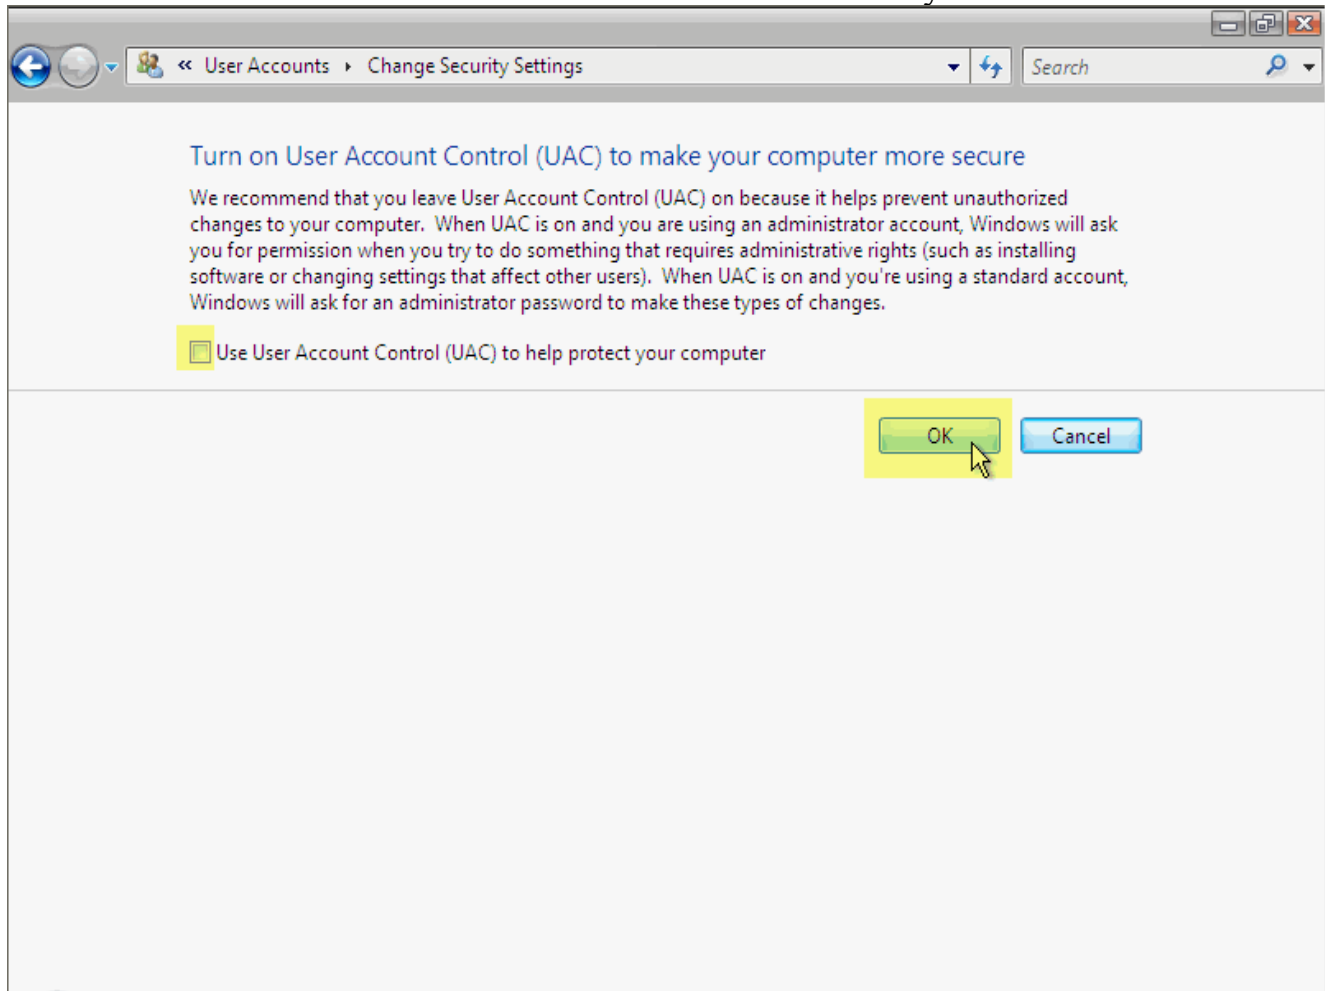 « User Accounts ▸ Change Security Settings
Search
Turn on User Account Control (UAC) to make your computer more secure
We recommend that you leave User Account Control (UAC) on because it helps prevent unauthorized
changes to your computer.  When UAC is on and you are using an administrator account, Windows will ask
you for permission when you try to do something that requires administrative rights (such as installing
software or changing settings that affect other users).  When UAC is on and you're using a standard account,
Windows will ask for an administrator password to make these types of changes.
Use User Account Control (UAC) to help protect your computer
OK
Cancel